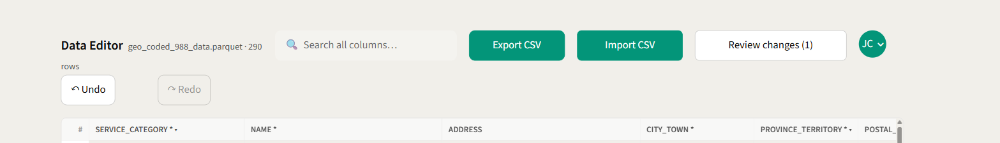 Data Editor geo_coded_988_data.parquet · 290 rows
Search all columns…
Export CSV
Import CSV
Review changes (1)
JC
Undo
Redo
# SERVICE_CATEGORY * NAME * ADDRESS CITY_TOWN * PROVINCE_TERRITORY * POSTAL_